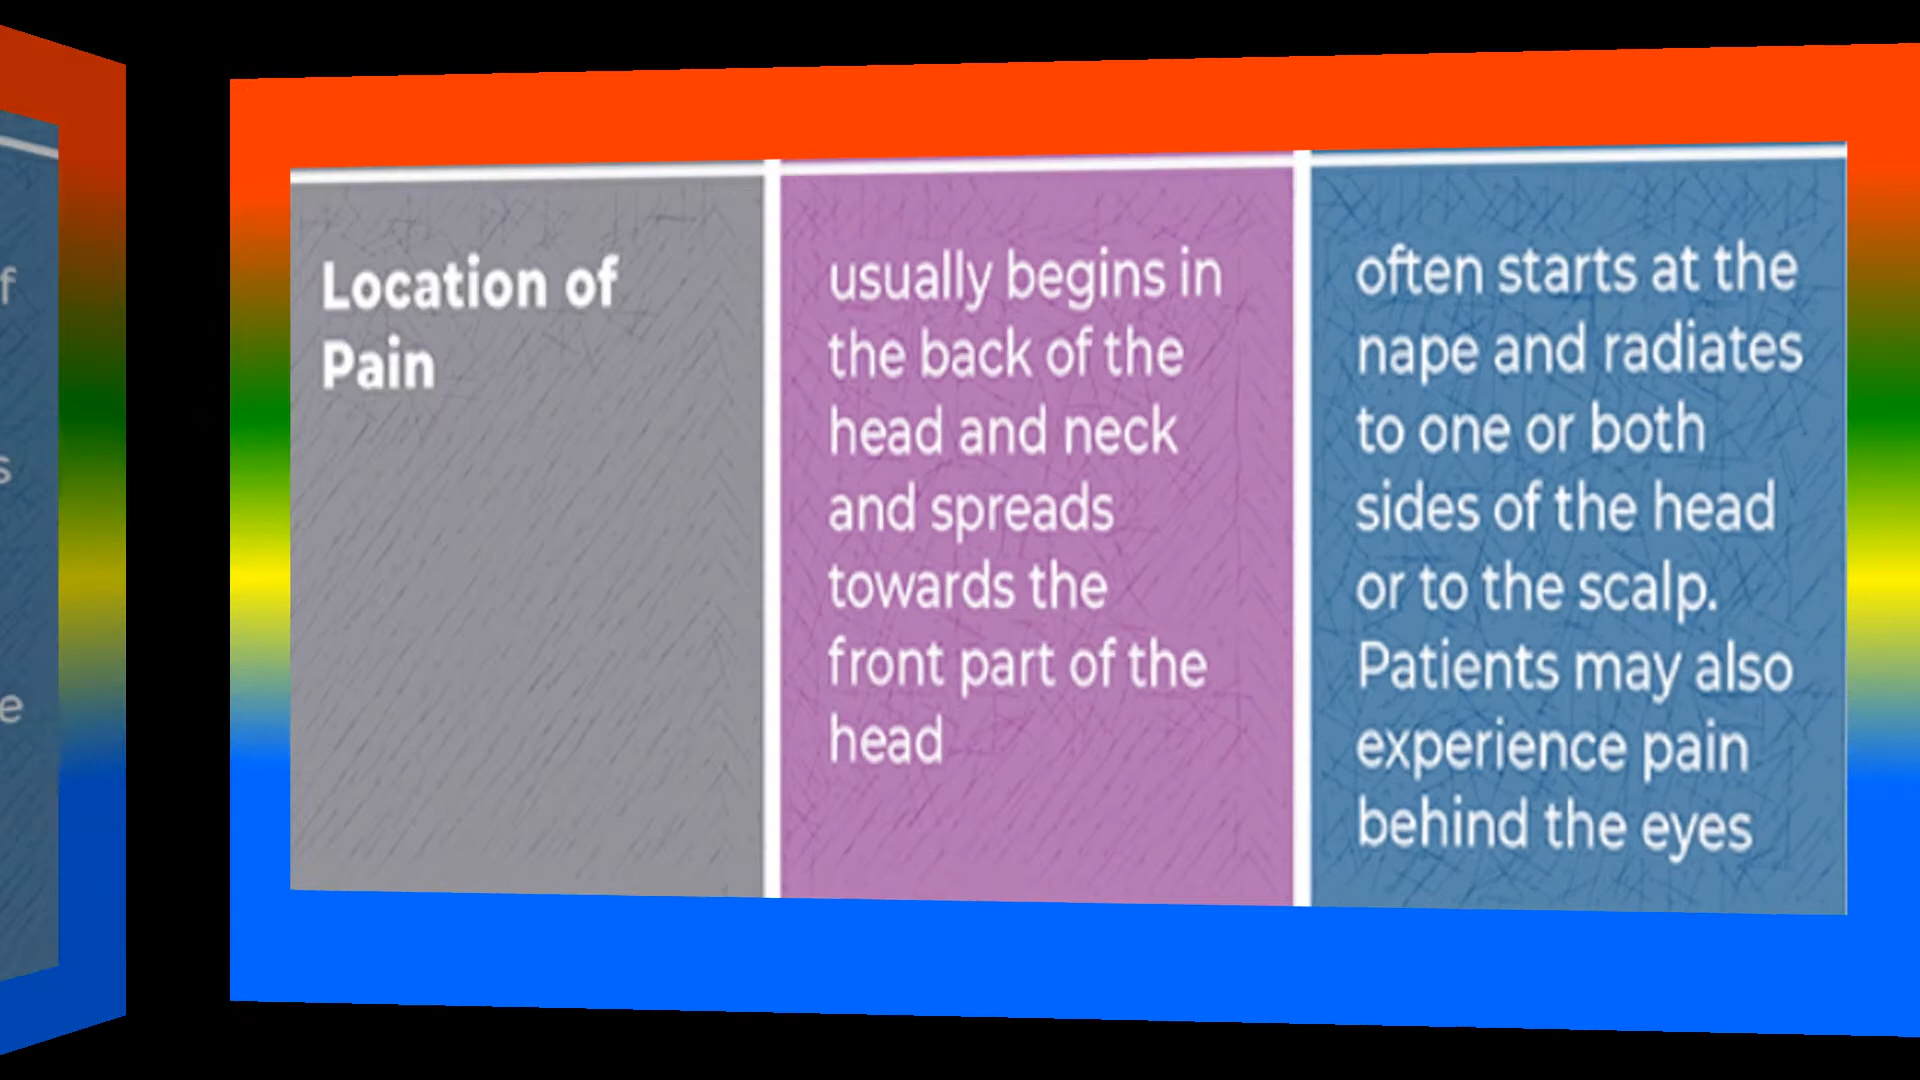 Location of
Pain
usually begins in
the back of the
head and neck
and spreads
towards the
front part of the
head
often starts at the
nape and radiates
to one or both
sides of the head
or to the scalp.
Patients may also
experience pain
behind the eyes